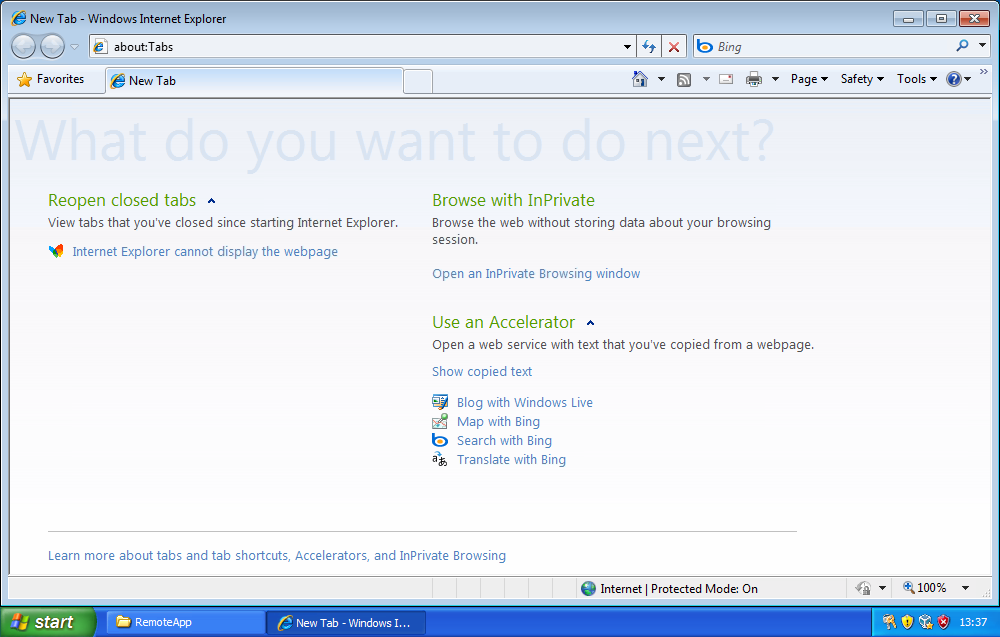 New Tab - Windows Internet Explorer
about:Tabs
Bing
Favorites
New Tab
Page
Safety
Tools
»
What do you want to do next?
Reopen closed tabs
View tabs that you've closed since starting Internet Explorer.
Internet Explorer cannot display the webpage
Browse with InPrivate
Browse the web without storing data about your browsing
session.
Open an InPrivate Browsing window
Use an Accelerator
Open a web service with text that you've copied from a webpage.
Show copied text
Blog with Windows Live
Map with Bing
Search with Bing
Translate with Bing
Learn more about tabs and tab shortcuts, Accelerators, and InPrivate Browsing
Internet | Protected Mode: On
100%
start
RemoteApp
New Tab - Windows I...
13:37